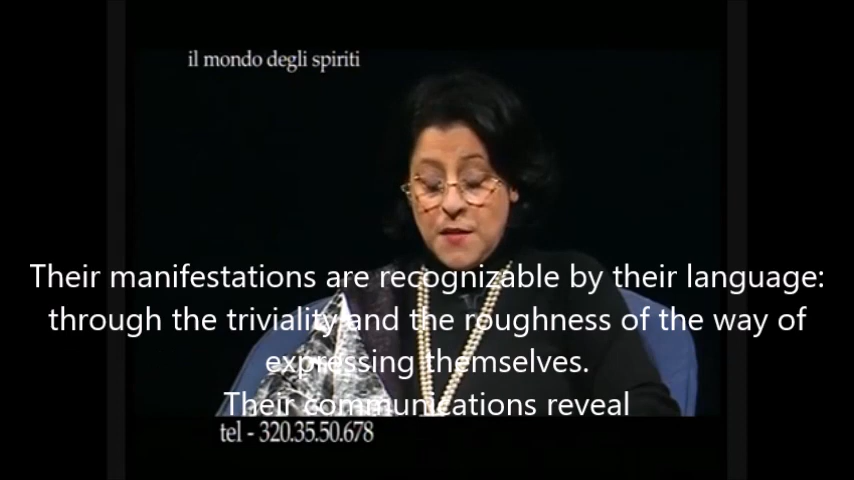 il mondo degli spiriti
Their manifestations are recognizable by their language:
through the triviality and the roughness of the way of
expressing themselves.
Their communications reveal
tel - 320.35.50.678